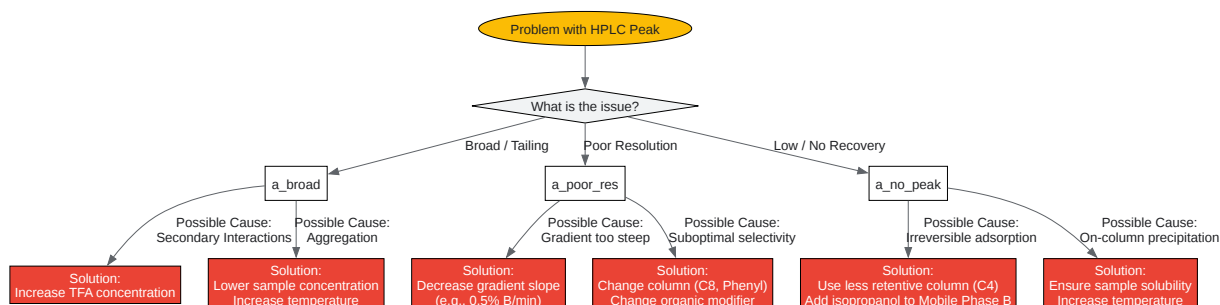 Problem with HPLC Peak
What is the issue?
Broad / Tailing
Poor Resolution
Low / No Recovery
a_broad
a_poor_res
a_no_peak
Possible Cause:
Secondary Interactions
Possible Cause:
Aggregation
Possible Cause:
Gradient too steep
Possible Cause:
Suboptimal selectivity
Possible Cause:
Irreversible adsorption
Possible Cause:
On-column precipitation
Solution:
Increase TFA concentration
Solution:
Lower sample concentration
Increase temperature
Solution:
Decrease gradient slope
(e.g., 0.5% B/min)
Solution:
Change column (C8, Phenyl)
Change organic modifier
Solution:
Use less retentive column (C4)
Add isopropanol to Mobile Phase B
Solution:
Ensure sample solubility
Increase temperature